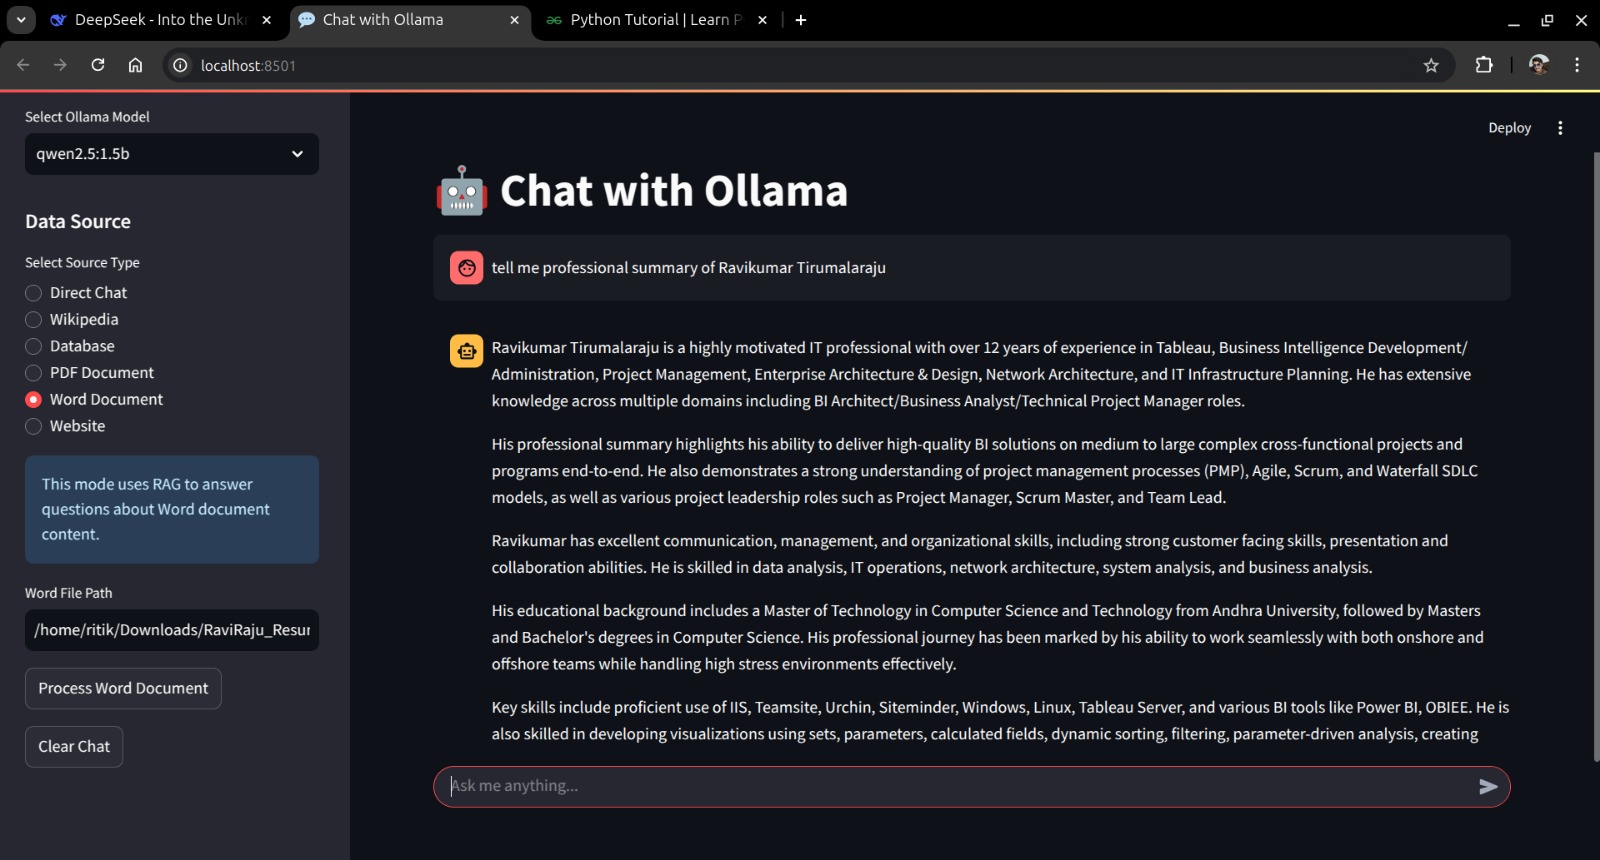 DeepSeek - Into the Unk
Chat with Ollama
Python Tutorial | Learn P
localhost:8501
Select Ollama Model
qwen2.5:1.5b
Data Source
Select Source Type
Direct Chat
Wikipedia
Database
PDF Document
Word Document
Website
This mode uses RAG to answer
questions about Word document
content.
Word File Path
/home/ritik/Downloads/RaviRaju_Resur
Process Word Document
Clear Chat
Deploy
Chat with Ollama
tell me professional summary of Ravikumar Tirumalaraju
Ravikumar Tirumalaraju is a highly motivated IT professional with over 12 years of experience in Tableau, Business Intelligence Development/
Administration, Project Management, Enterprise Architecture & Design, Network Architecture, and IT Infrastructure Planning. He has extensive
knowledge across multiple domains including BI Architect/Business Analyst/Technical Project Manager roles.
His professional summary highlights his ability to deliver high-quality BI solutions on medium to large complex cross-functional projects and
programs end-to-end. He also demonstrates a strong understanding of project management processes (PMP), Agile, Scrum, and Waterfall SDLC
models, as well as various project leadership roles such as Project Manager, Scrum Master, and Team Lead.
Ravikumar has excellent communication, management, and organizational skills, including strong customer facing skills, presentation and
collaboration abilities. He is skilled in data analysis, IT operations, network architecture, system analysis, and business analysis.
His educational background includes a Master of Technology in Computer Science and Technology from Andhra University, followed by Masters
and Bachelor's degrees in Computer Science. His professional journey has been marked by his ability to work seamlessly with both onshore and
offshore teams while handling high stress environments effectively.
Key skills include proficient use of IIS, Teamsite, Urchin, Siteminder, Windows, Linux, Tableau Server, and various BI tools like Power BI, OBIEE. He is
also skilled in developing visualizations using sets, parameters, calculated fields, dynamic sorting, filtering, parameter-driven analysis, creating
Ask me anything...